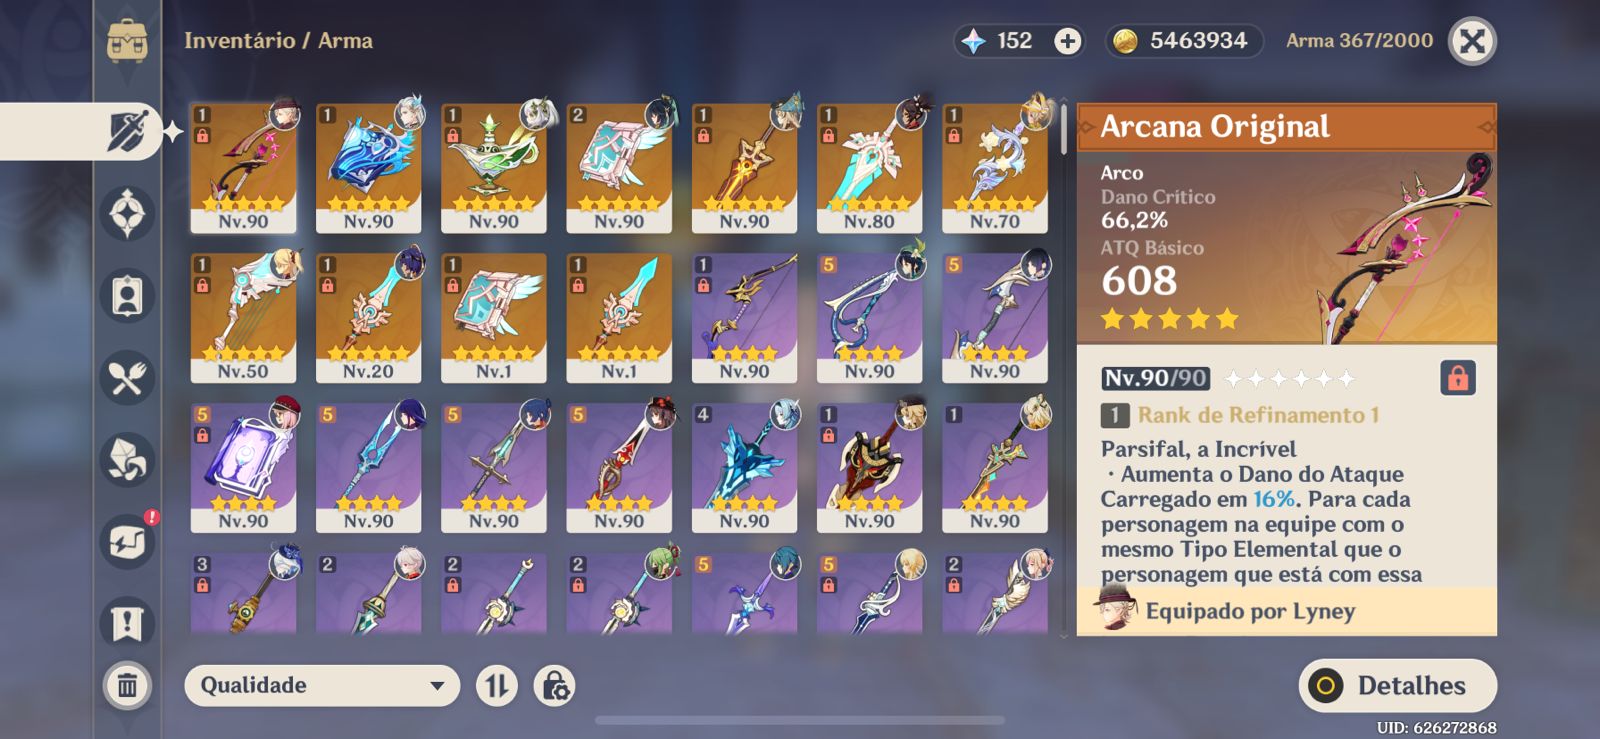 Inventário / Arma
152
5463934
Arma 367/2000
1
Nv.90
1
Nv.90
1
Nv.90
2
Nv.90
1
Nv.90
1
Nv.80
1
Nv.70
1
Nv.50
1
Nv.20
1
Nv.1
1
Nv.1
1
Nv.90
5
Nv.90
5
Nv.90
5
Nv.90
5
Nv.90
5
Nv.90
5
Nv.90
4
Nv.90
1
Nv.90
1
Nv.90
3
2
2
2
5
5
2
Arcana Original
Arco
Dano Crítico
66,2%
ATQ Básico
608
Nv.90/90
1 Rank de Refinamento 1
Parsifal, a Incrível
· Aumenta o Dano do Ataque
Carregado em 16%. Para cada
personagem na equipe com o
mesmo Tipo Elemental que o
personagem que está com essa
Equipado por Lyney
Qualidade
Detalhes
UID: 626272868